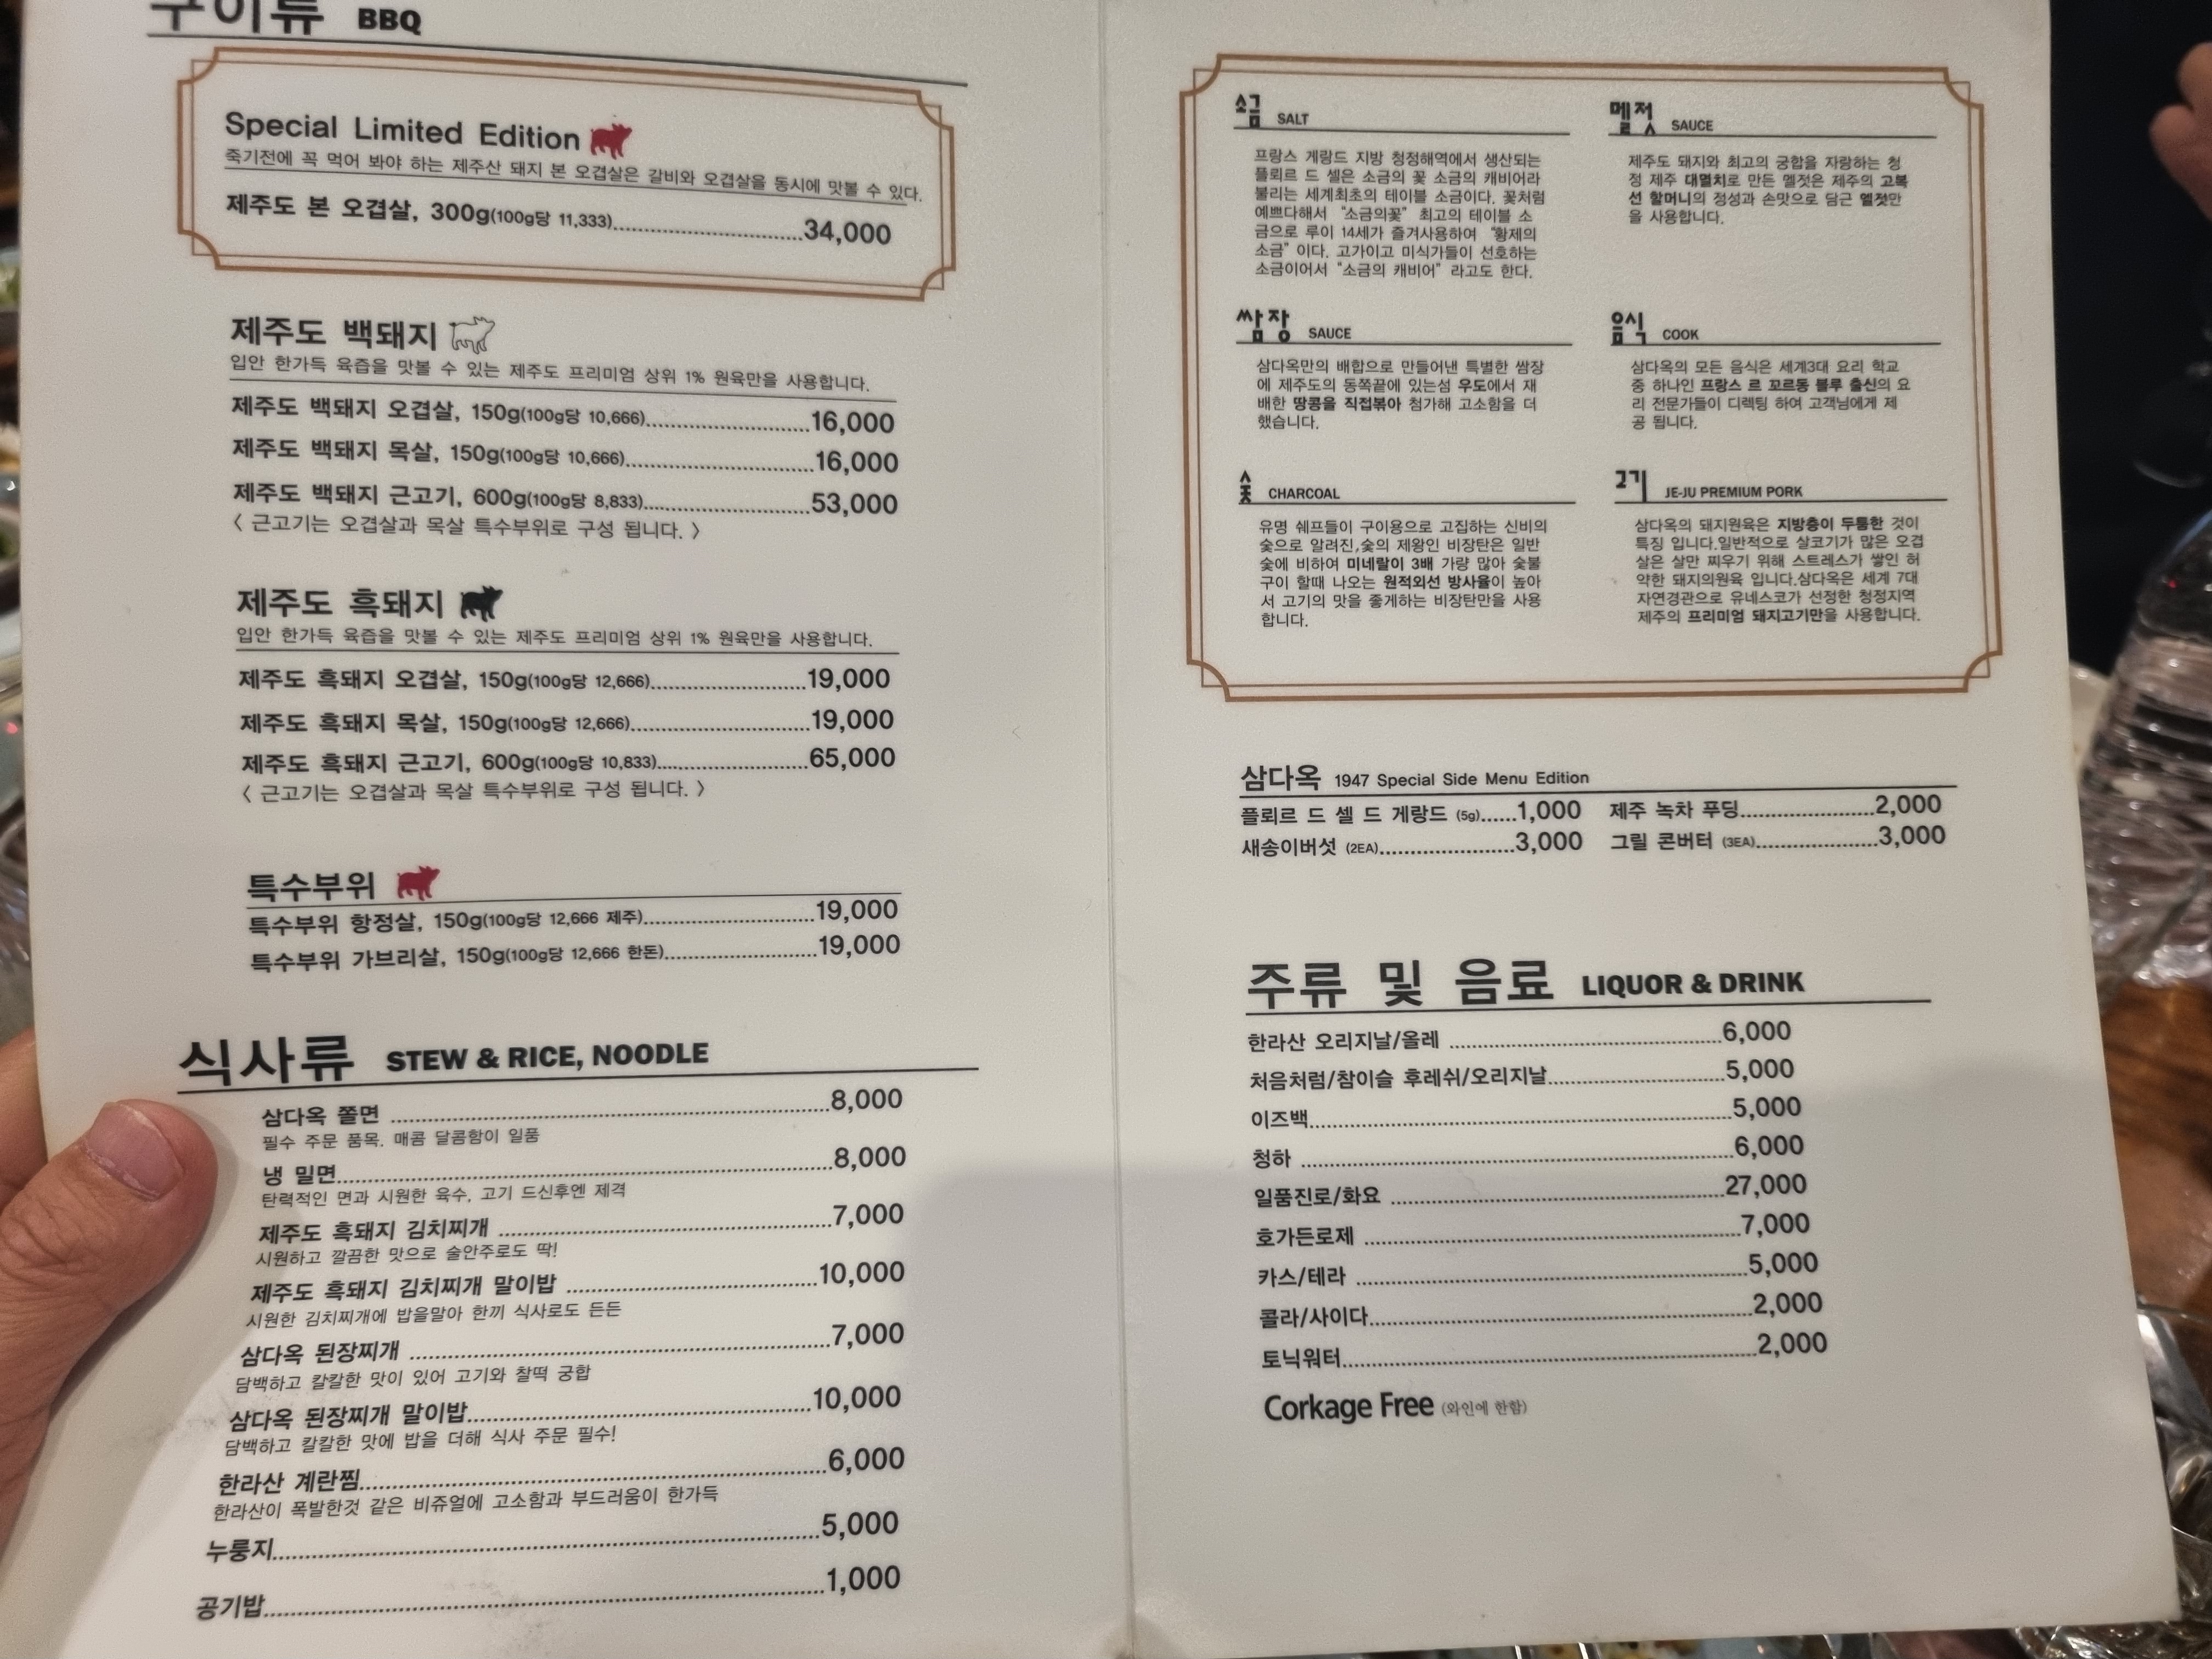 구이류 BBQ
Special Limited Edition
죽기전에 꼭 먹어 봐야 하는 제주산 돼지 본 오겹살은 갈비와 오겹살을 동시에 맛볼 수 있다.
제주도 본 오겹살, 300g(100g당 11,333)....................34,000
제주도 백돼지
입안 한가득 육즙을 맛볼 수 있는 제주도 프리미엄 상위 1% 원육만을 사용합니다.
제주도 백돼지 오겹살, 150g(100g당 10,666)....................16,000
제주도 백돼지 목살, 150g(100g당 10,666)....................16,000
제주도 백돼지 근고기, 600g(100g당 8,833)....................53,000
〈 근고기는 오겹살과 목살 특수부위로 구성 됩니다. 〉
제주도 흑돼지
입안 한가득 육즙을 맛볼 수 있는 제주도 프리미엄 상위 1% 원육만을 사용합니다.
제주도 흑돼지 오겹살, 150g(100g당 12,666)....................19,000
제주도 흑돼지 목살, 150g(100g당 12,666)....................19,000
제주도 흑돼지 근고기, 600g(100g당 10,833)....................65,000
〈 근고기는 오겹살과 목살 특수부위로 구성 됩니다. 〉
특수부위
특수부위 항정살, 150g(100g당 12,666 제주)....................19,000
특수부위 가브리살, 150g(100g당 12,666 한돈)....................19,000
식사류 STEW & RICE, NOODLE
삼다옥 쫄면 ....................8,000
필수 주문 품목. 매콤 달콤함이 일품
냉 밀면....................8,000
탄력적인 면과 시원한 육수, 고기 드신후엔 제격
제주도 흑돼지 김치찌개 ....................7,000
시원하고 깔끔한 맛으로 술안주로도 딱!
제주도 흑돼지 김치찌개 말이밥 ....................10,000
시원한 김치찌개에 밥을말아 한끼 식사로도 든든
삼다옥 된장찌개 ....................7,000
담백하고 칼칼한 맛이 있어 고기와 찰떡 궁합
삼다옥 된장찌개 말이밥....................10,000
담백하고 칼칼한 맛에 밥을 더해 식사 주문 필수!
한라산 계란찜....................6,000
한라산이 폭발한것 같은 비쥬얼에 고소함과 부드러움이 한가득
누룽지....................5,000
공기밥....................1,000
소금 SALT
프랑스 게랑드 지방 청정해역에서 생산되는
플뢰르 드 셀은 소금의 꽃 소금의 캐비어라
불리는 세계최초의 테이블 소금이다. 꽃처럼
예쁘다해서 "소금의꽃" 최고의 테이블 소
금으로 루이 14세가 즐겨사용하여 "황제의
소금" 이다. 고가이고 미식가들이 선호하는
소금이어서 "소금의 캐비어" 라고도 한다.
멜젓 SAUCE
제주도 돼지와 최고의 궁합을 자랑하는 청
정 제주 대멸치로 만든 멜젓은 제주의 고복
선 할머니의 정성과 손맛으로 담근 멜젓만
을 사용합니다.
쌈장 SAUCE
삼다옥만의 배합으로 만들어낸 특별한 쌈장
에 제주도의 동쪽끝에 있는섬 우도에서 재
배한 땅콩을 직접볶아 첨가해 고소함을 더
했습니다.
음식 COOK
삼다옥의 모든 음식은 세계3대 요리 학교
중 하나인 프랑스 르 꼬르동 블루 출신의 요
리 전문가들이 디렉팅 하여 고객님에게 제
공 됩니다.
숯 CHARCOAL
유명 쉐프들이 구이용으로 고집하는 신비의
숯으로 알려진,숯의 제왕인 비장탄은 일반
숯에 비하여 미네랄이 3배 가량 많아 숯불
구이 할때 나오는 원적외선 방사율이 높아
서 고기의 맛을 좋게하는 비장탄만을 사용
합니다.
고기 JE-JU PREMIUM PORK
삼다옥의 돼지원육은 지방층이 두툼한 것이
특징 입니다.일반적으로 살코기가 많은 오겹
살은 살만 찌우기 위해 스트레스가 쌓인 허
약한 돼지의원육 입니다.삼다옥은 세계 7대
자연경관으로 유네스코가 선정한 청정지역
제주의 프리미엄 돼지고기만을 사용합니다.
삼다옥 1947 Special Side Menu Edition
플뢰르 드 셀 드 게랑드 (5g)......1,000 제주 녹차 푸딩....................2,000
새송이버섯 (2EA)....................3,000 그릴 콘버터 (3EA)....................3,000
주류 및 음료 LIQUOR & DRINK
한라산 오리지날/올레 ....................6,000
처음처럼/참이슬 후레쉬/오리지날....................5,000
이즈백....................5,000
청하 ....................6,000
일품진로/화요 ....................27,000
호가든로제 ....................7,000
카스/테라 ....................5,000
콜라/사이다....................2,000
토닉워터....................2,000
Corkage Free (와인에 한함)